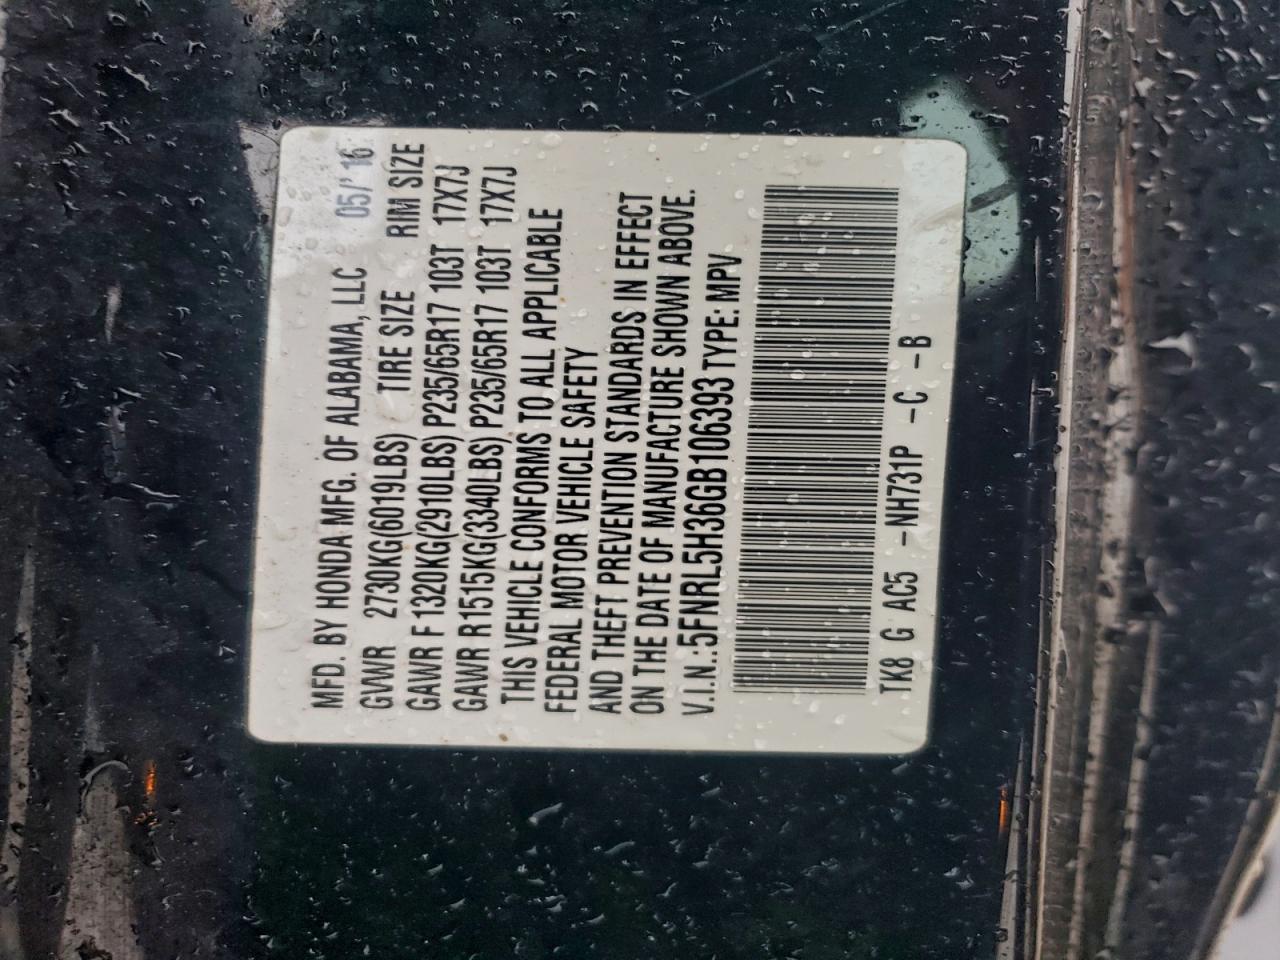 MFD. BY HONDA MFG. OF ALABAMA, LLC 05/'16
GVWR 2730KG(6019LBS) TIRE SIZE RIM SIZE
GAWR F1320KG(2910LBS) P235/65R17 103T 17X7J
GAWR R1515KG(3340LBS) P235/65R17 103T 17X7J
THIS VEHICLE CONFORMS TO ALL APPLICABLE
FEDERAL MOTOR VEHICLE SAFETY
AND THEFT PREVENTION STANDARDS IN EFFECT
ON THE DATE OF MANUFACTURE SHOWN ABOVE.
V.I.N.:5FNRL5H36GB106393 TYPE: MPV
TK8 G AC5 -NH731P -C -B